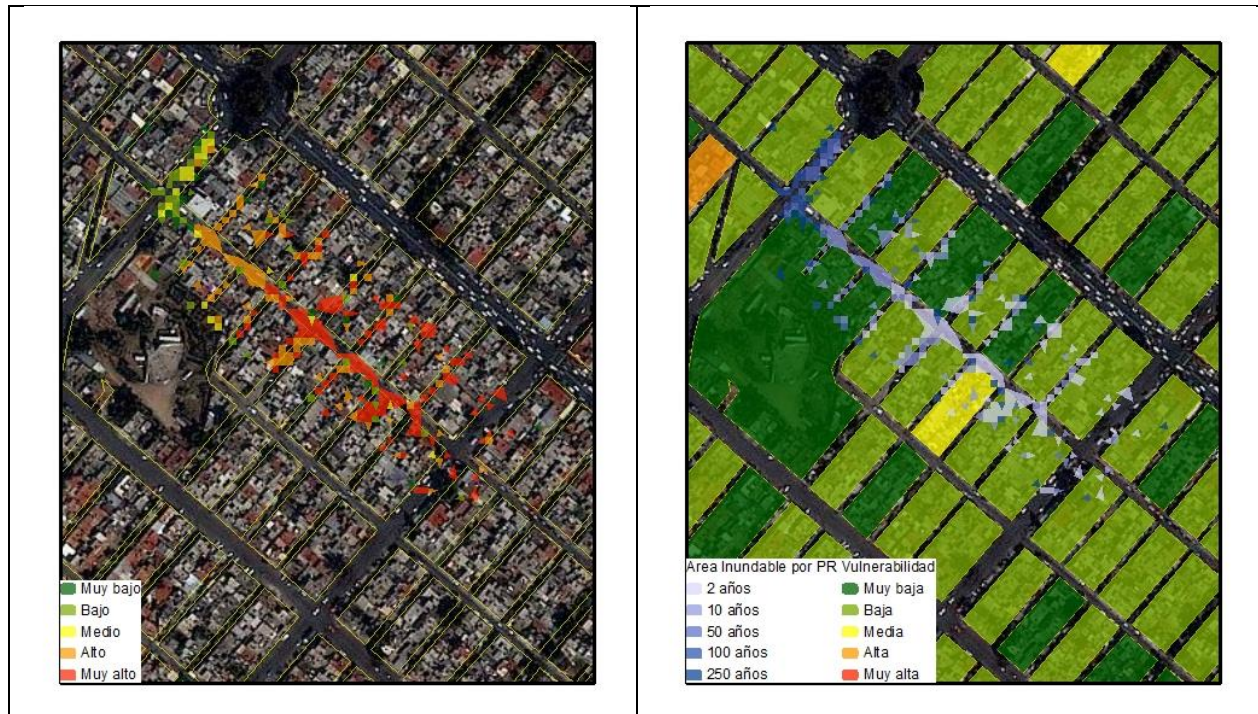 Muy bajo
Bajo
Medio
Alto
Muy alto
Area Inundable por PR Vulnerabilidad
2 años Muy baja
10 años Baja
50 años Media
100 años Alta
250 años Muy alta